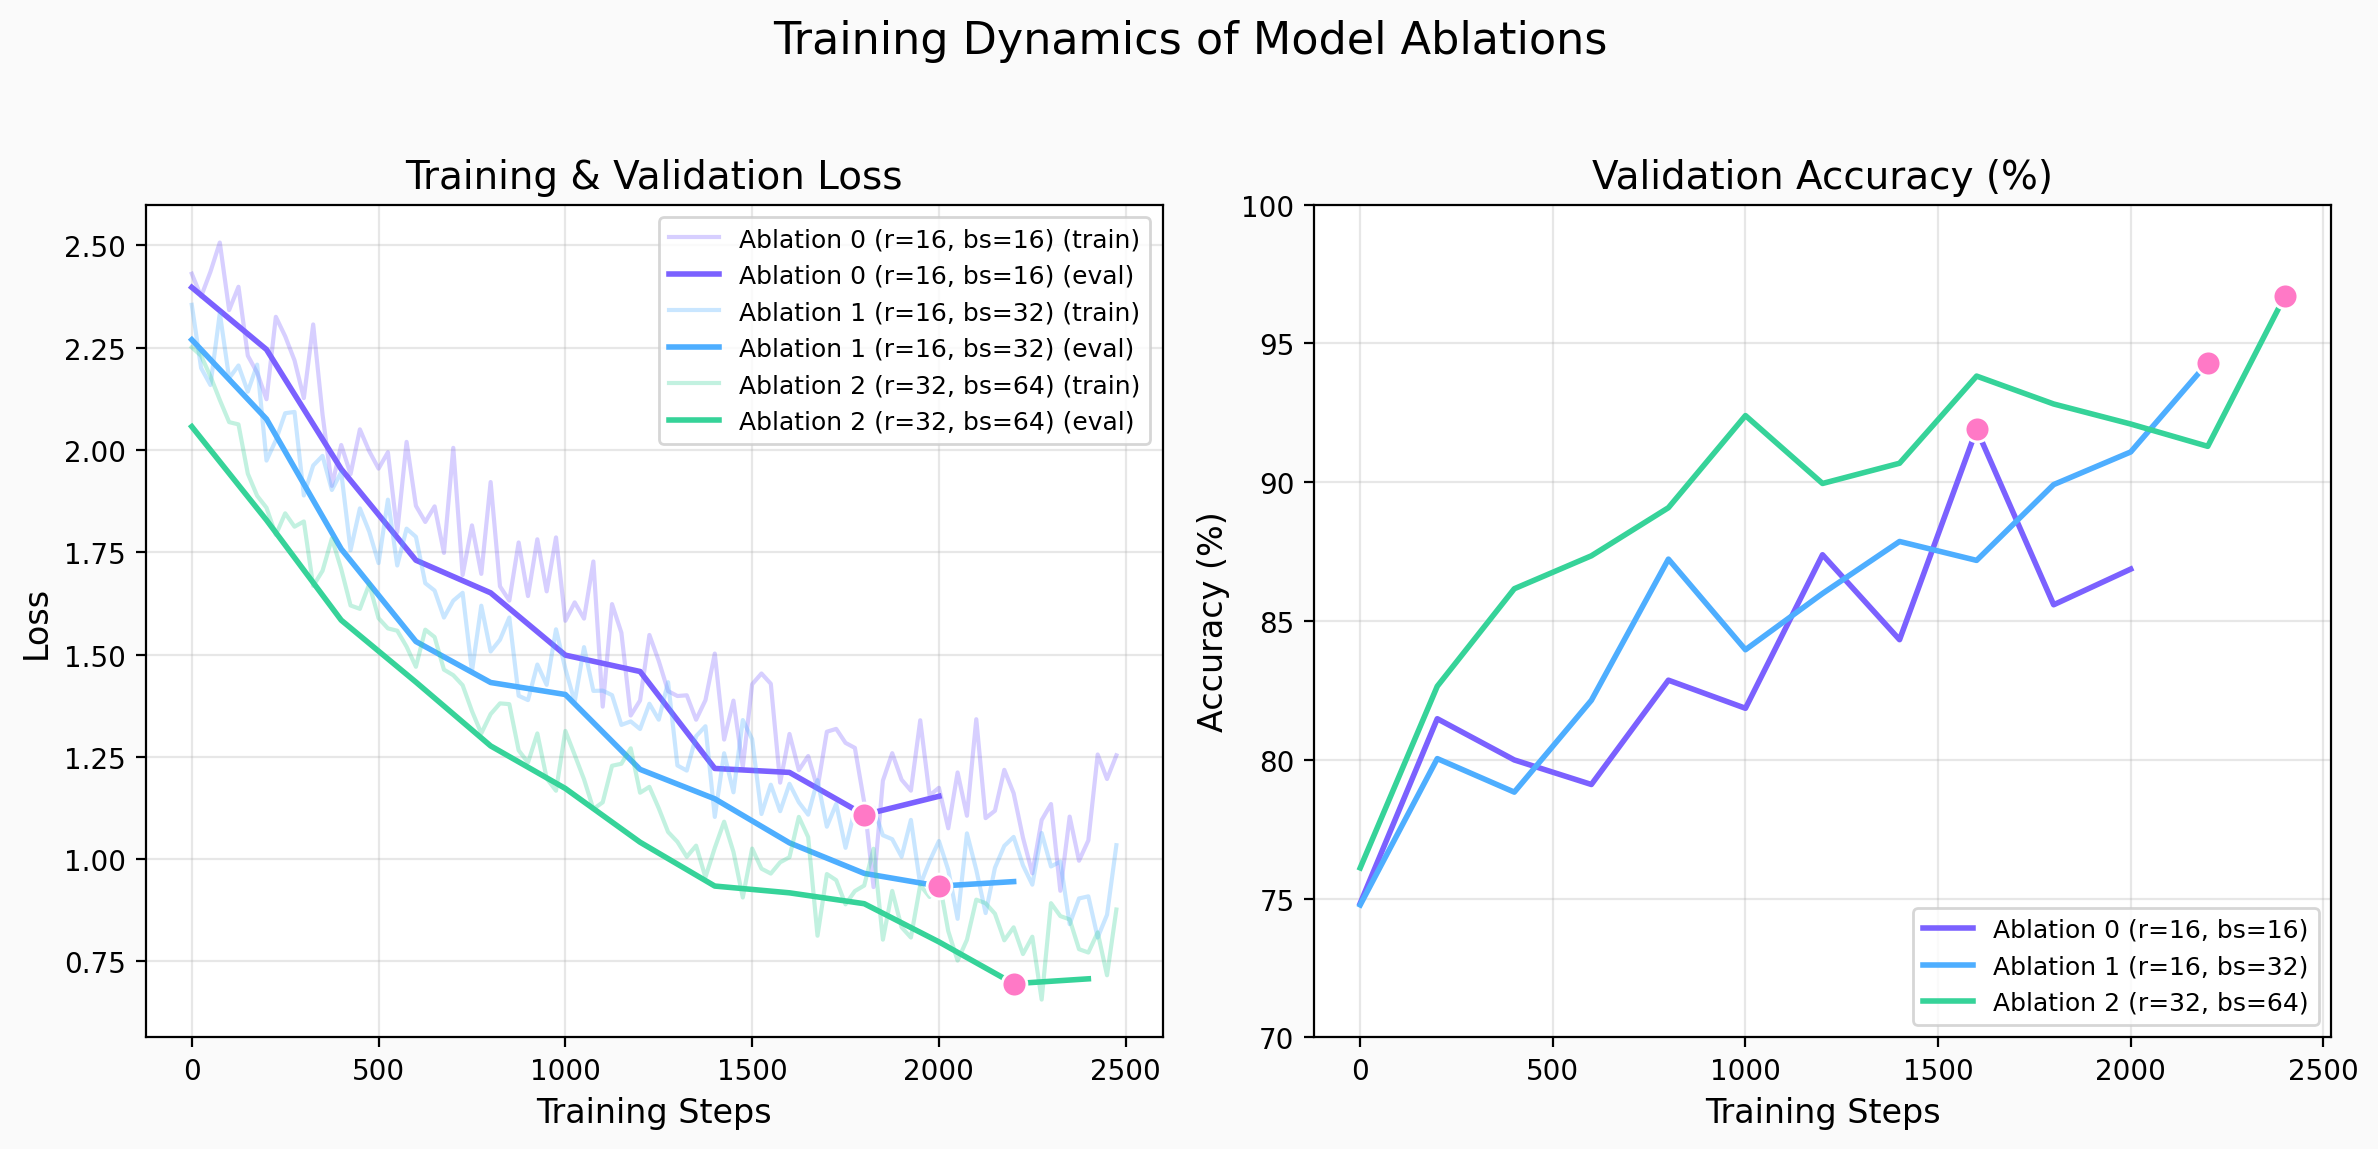 Training Dynamics of Model Ablations
Training & Validation Loss
Loss
2.50
2.25
2.00
1.75
1.50
1.25
1.00
0.75
0
500
1000
1500
2000
2500
Training Steps
Ablation 0 (r=16, bs=16) (train)
Ablation 0 (r=16, bs=16) (eval)
Ablation 1 (r=16, bs=32) (train)
Ablation 1 (r=16, bs=32) (eval)
Ablation 2 (r=32, bs=64) (train)
Ablation 2 (r=32, bs=64) (eval)
Validation Accuracy (%)
Accuracy (%)
100
95
90
85
80
75
70
0
500
1000
1500
2000
2500
Training Steps
Ablation 0 (r=16, bs=16)
Ablation 1 (r=16, bs=32)
Ablation 2 (r=32, bs=64)